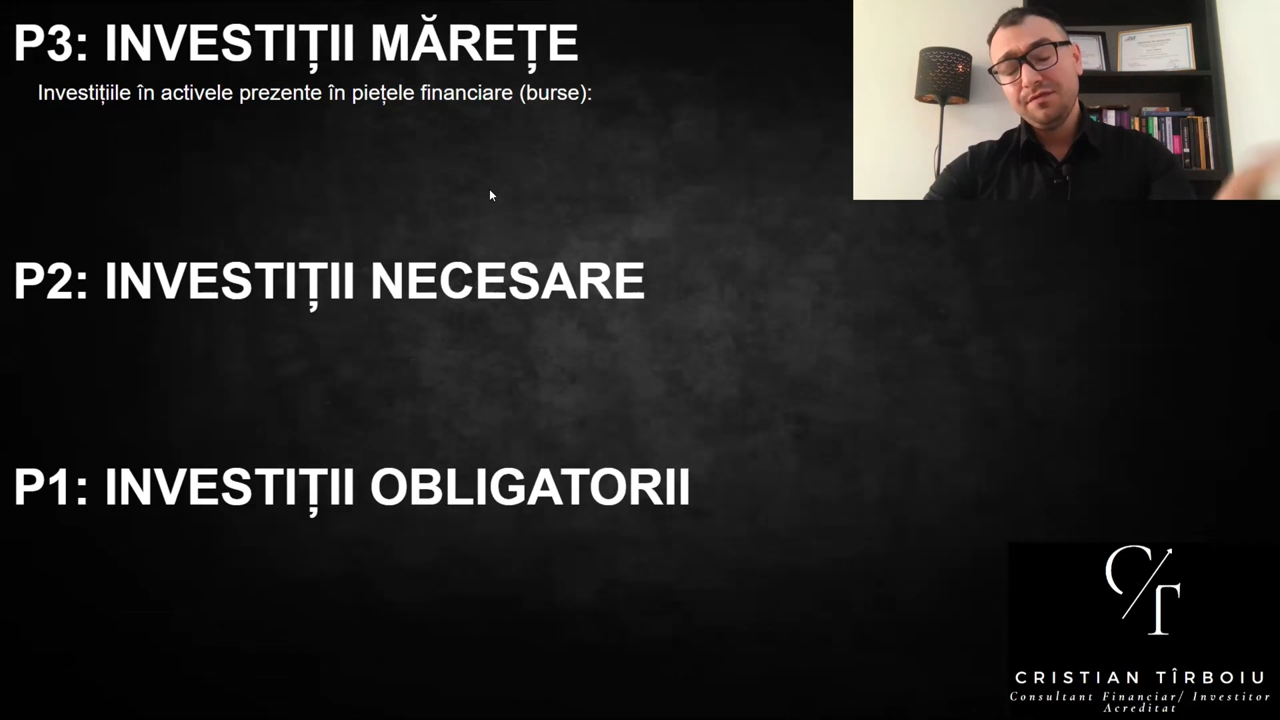 P3: INVESTIȚII MĂREȚE
Investițiile în activele prezente în piețele financiare (burse):
P2: INVESTIȚII NECESARE
P1: INVESTIȚII OBLIGATORII
CT
CRISTIAN TÎRBOIU
Consultant Financiar/ Investitor
Acreditat